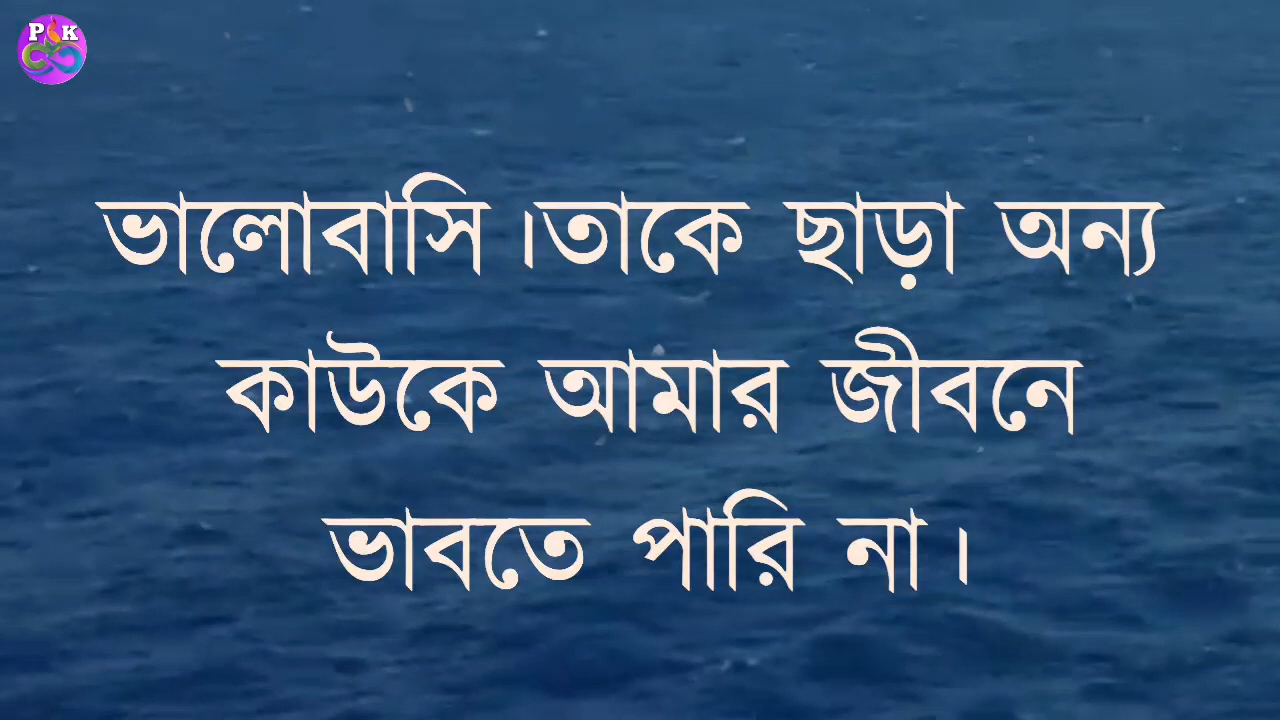 P K
ভালোবাসি ।তাকে ছাড়া অন্য
কাউকে আমার জীবনে
ভাবতে পারি না ।